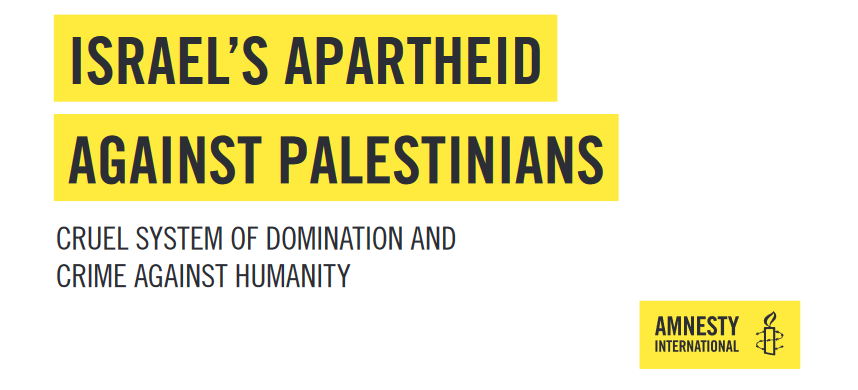 ISRAEL’S APARTHEID
AGAINST PALESTINIANS
CRUEL SYSTEM OF DOMINATION AND
CRIME AGAINST HUMANITY
AMNESTY
INTERNATIONAL